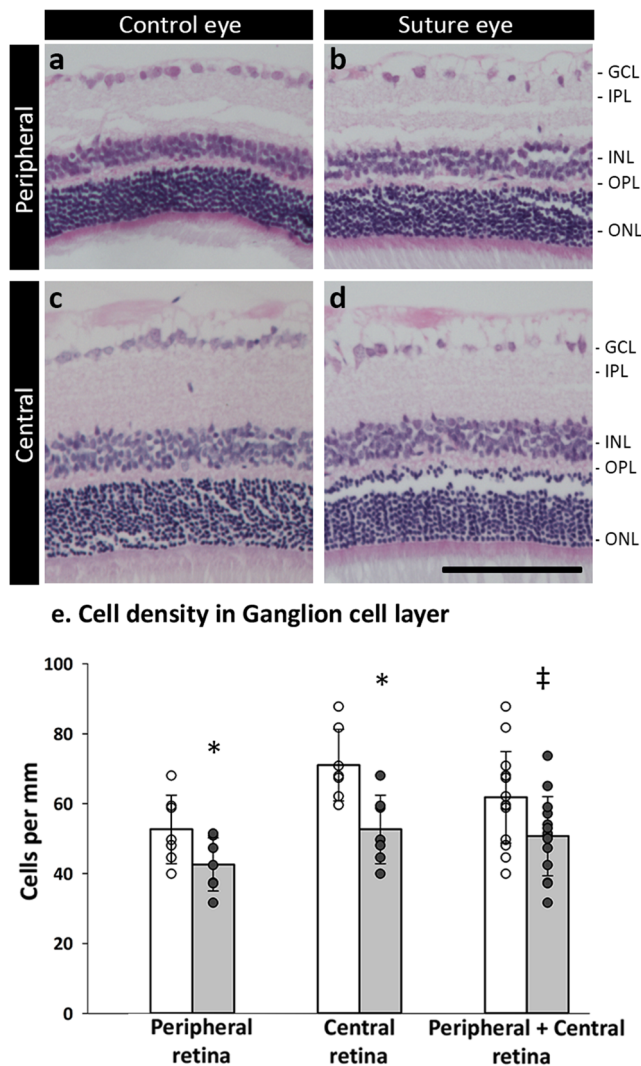 Control eye
Suture eye
Peripheral
a
b
- GCL
- IPL
- INL
- OPL
- ONL
Central
c
d
- GCL
- IPL
- INL
- OPL
- ONL
e. Cell density in Ganglion cell layer
Cells per mm
100
80
60
40
20
0
*
*
‡
Peripheral
retina
Central
retina
Peripheral + Central
retina